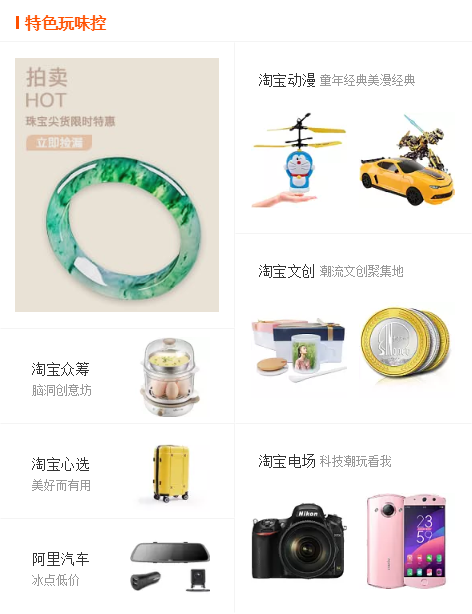 特色玩味控
拍卖
HOT
珠宝尖货限时特惠
立即捡漏
淘宝众筹
脑洞创意坊
淘宝心选
美好而有用
阿里汽车
冰点低价
淘宝动漫 童年经典美漫经典
淘宝文创 潮流文创聚集地
淘宝电场 科技潮玩看我
Nikon